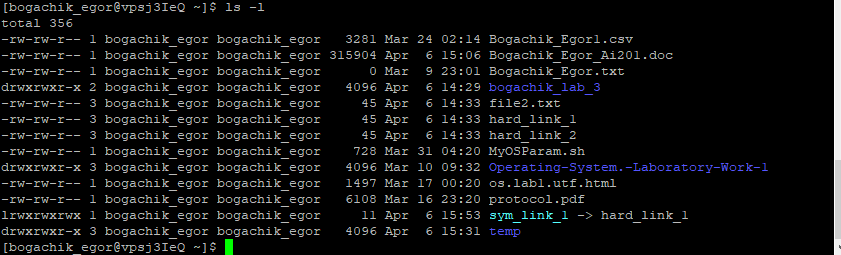 [bogachik_egor@vpsj3IeQ ~]$ ls -l
total 356
-rw-rw-r-- 1 bogachik_egor bogachik_egor   3281 Mar 24 02:14 Bogachik_Egor1.csv
-rw-rw-r-- 1 bogachik_egor bogachik_egor 315904 Apr  6 15:06 Bogachik_Egor_Ai201.doc
-rw-rw-r-- 1 bogachik_egor bogachik_egor      0 Mar  9 23:01 Bogachik_Egor.txt
drwxrwxr-x 2 bogachik_egor bogachik_egor   4096 Apr  6 14:29 bogachik_lab_3
-rw-rw-r-- 3 bogachik_egor bogachik_egor     45 Apr  6 14:33 file2.txt
-rw-rw-r-- 3 bogachik_egor bogachik_egor     45 Apr  6 14:33 hard_link_1
-rw-rw-r-- 3 bogachik_egor bogachik_egor     45 Apr  6 14:33 hard_link_2
-rw-rw-r-- 1 bogachik_egor bogachik_egor    728 Mar 31 04:20 MyOSParam.sh
drwxrwxr-x 3 bogachik_egor bogachik_egor   4096 Mar 10 09:32 Operating-System.-Laboratory-Work-1
-rw-rw-r-- 1 bogachik_egor bogachik_egor   1497 Mar 17 00:20 os.lab1.utf.html
-rw-rw-r-- 1 bogachik_egor bogachik_egor   6108 Mar 16 23:20 protocol.pdf
lrwxrwxrwx 1 bogachik_egor bogachik_egor     11 Apr  6 15:53 sym_link_1 -> hard_link_1
drwxrwxr-x 3 bogachik_egor bogachik_egor   4096 Apr  6 15:31 temp
[bogachik_egor@vpsj3IeQ ~]$